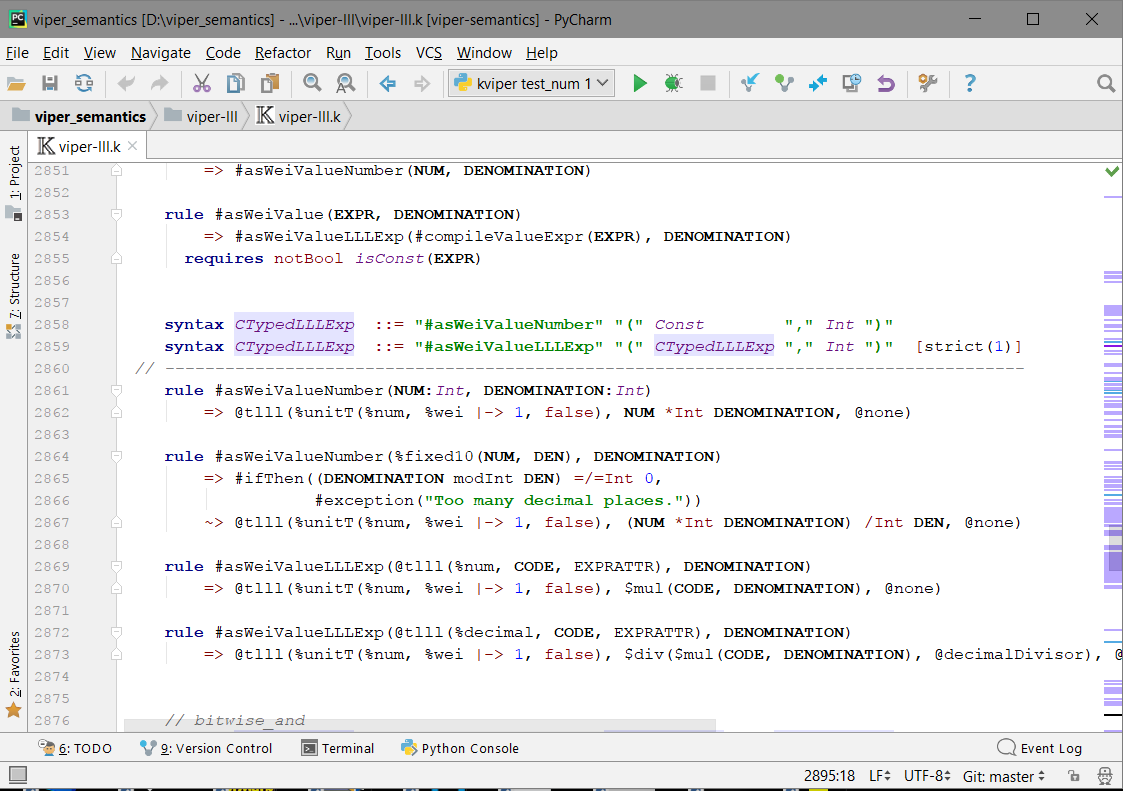 viper_semantics [D:\viper_semantics] - ...\viper-III\viper-III.k [viper-semantics] - PyCharm
File Edit View Navigate Code Refactor Run Tools VCS Window Help
kviper test_num 1
viper_semantics viper-III viper-III.k
viper-III.k
1: Project
Z: Structure
2: Favorites
2851 => #asWeiValueNumber(NUM, DENOMINATION)
2852
2853 rule #asWeiValue(EXPR, DENOMINATION)
2854 => #asWeiValueLLLExp(#compileValueExpr(EXPR), DENOMINATION)
2855 requires notBool isConst(EXPR)
2856
2857
2858 syntax CTypedLLLExp ::= "#asWeiValueNumber" "(" Const "," Int ")"
2859 syntax CTypedLLLExp ::= "#asWeiValueLLLExp" "(" CTypedLLLExp "," Int ")" [strict(1)]
2860 // --------------------------------------------------------------------------------------
2861 rule #asWeiValueNumber(NUM:Int, DENOMINATION:Int)
2862 => @tlll(%unitT(%num, %wei |-> 1, false), NUM *Int DENOMINATION, @none)
2863
2864 rule #asWeiValueNumber(%fixed10(NUM, DEN), DENOMINATION)
2865 => #ifThen((DENOMINATION modInt DEN) =/=Int 0,
2866 #exception("Too many decimal places."))
2867 ~> @tlll(%unitT(%num, %wei |-> 1, false), (NUM *Int DENOMINATION) /Int DEN, @none)
2868
2869 rule #asWeiValueLLLExp(@tlll(%num, CODE, EXPRATTR), DENOMINATION)
2870 => @tlll(%unitT(%num, %wei |-> 1, false), $mul(CODE, DENOMINATION), @none)
2871
2872 rule #asWeiValueLLLExp(@tlll(%decimal, CODE, EXPRATTR), DENOMINATION)
2873 => @tlll(%unitT(%num, %wei |-> 1, false), $div($mul(CODE, DENOMINATION), @decimalDivisor), @
2874
2875
2876 // bitwise_and
6: TODO 9: Version Control Terminal Python Console Event Log
2895:18 LF UTF-8 Git: master